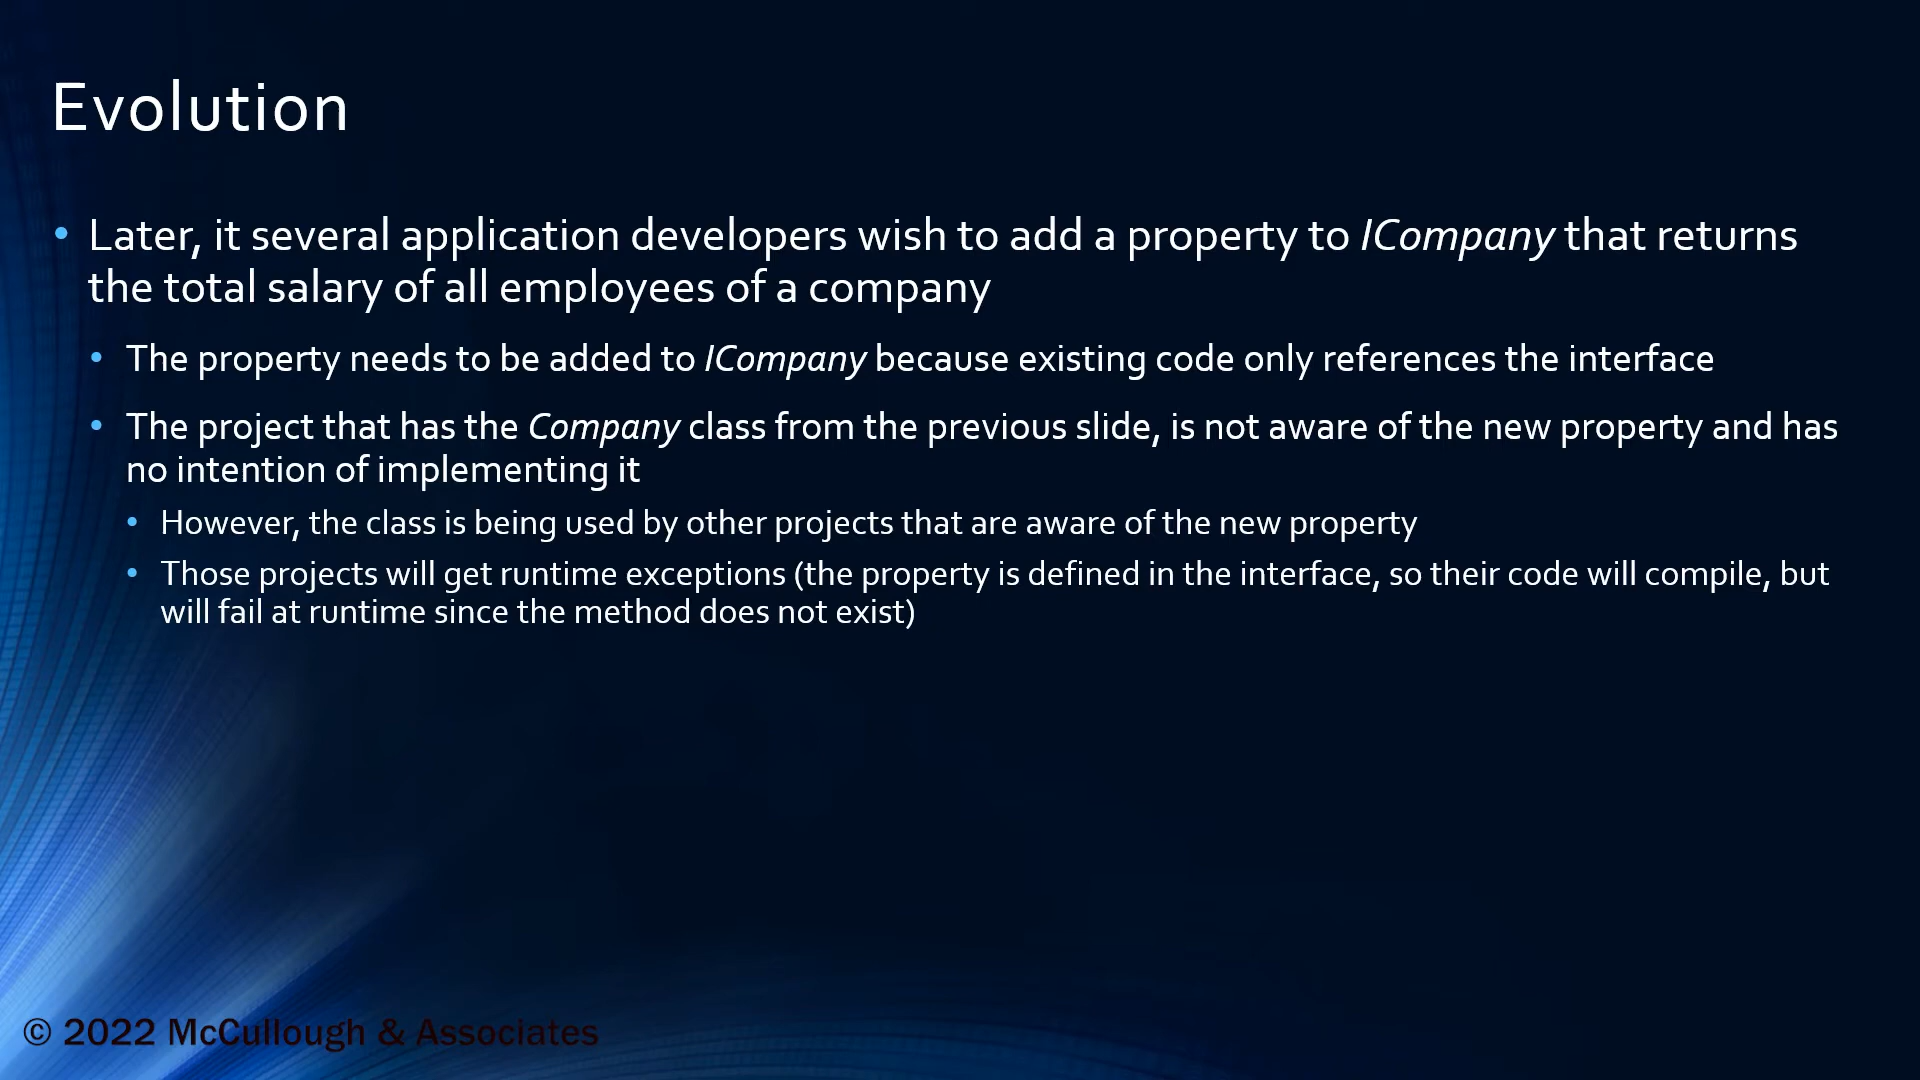 Evolution
• Later, it several application developers wish to add a property to ICompany that returns
the total salary of all employees of a company
• The property needs to be added to ICompany because existing code only references the interface
• The project that has the Company class from the previous slide, is not aware of the new property and has
no intention of implementing it
• However, the class is being used by other projects that are aware of the new property
• Those projects will get runtime exceptions (the property is defined in the interface, so their code will compile, but
will fail at runtime since the method does not exist)
© 2022 McCullough & Associates